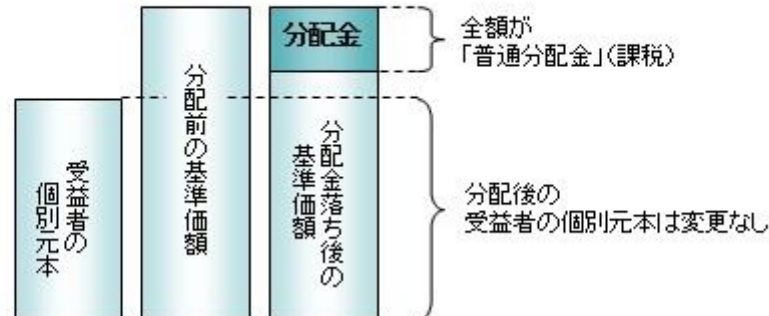 受益者の
個別元本
分配前の基準価額
分配金
分配金落ち後の
基準価額
全額が
「普通分配金」(課税)
分配後の
受益者の個別元本は変更なし